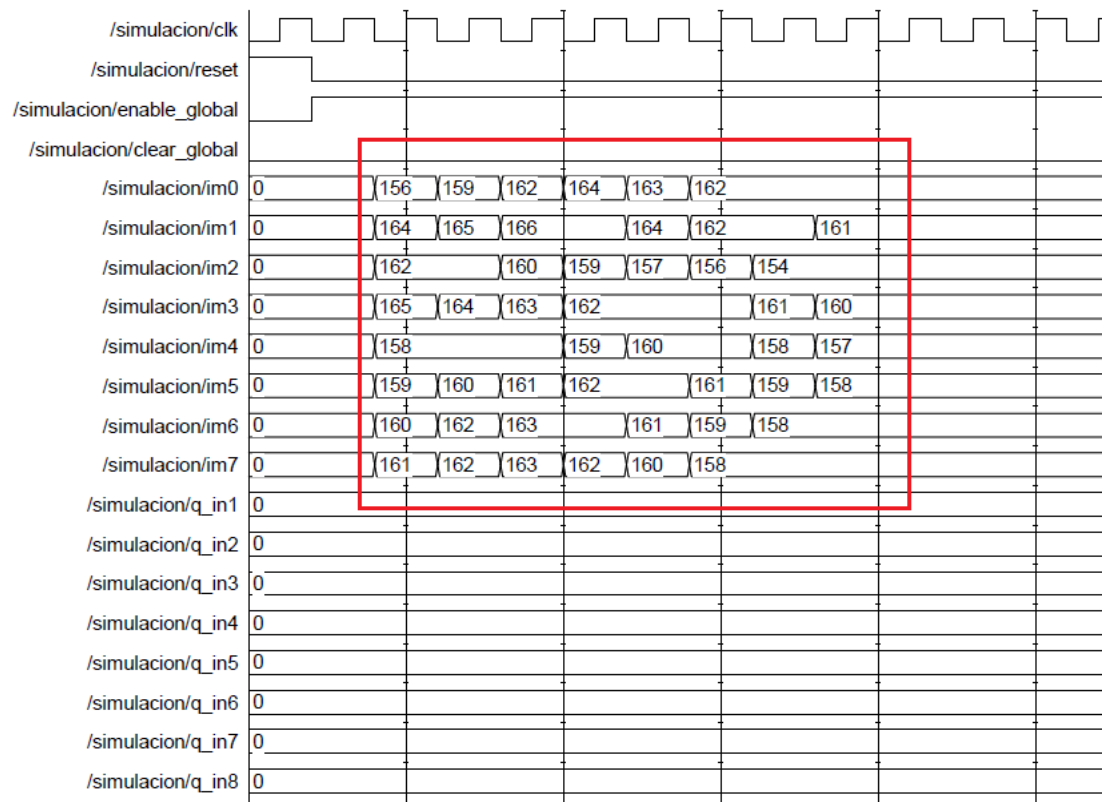 /simulacion/clk
/simulacion/reset
/simulacion/enable_global
/simulacion/clear_global
/simulacion/im0 0 156 159 162 164 163 162
/simulacion/im1 0 164 165 166 164 162 161
/simulacion/im2 0 162 160 159 157 156 154
/simulacion/im3 0 165 164 163 162 161 160
/simulacion/im4 0 158 159 160 158 157
/simulacion/im5 0 159 160 161 162 161 159 158
/simulacion/im6 0 160 162 163 161 159 158
/simulacion/im7 0 161 162 163 162 160 158
/simulacion/q_in1 0
/simulacion/q_in2 0
/simulacion/q_in3 0
/simulacion/q_in4 0
/simulacion/q_in5 0
/simulacion/q_in6 0
/simulacion/q_in7 0
/simulacion/q_in8 0